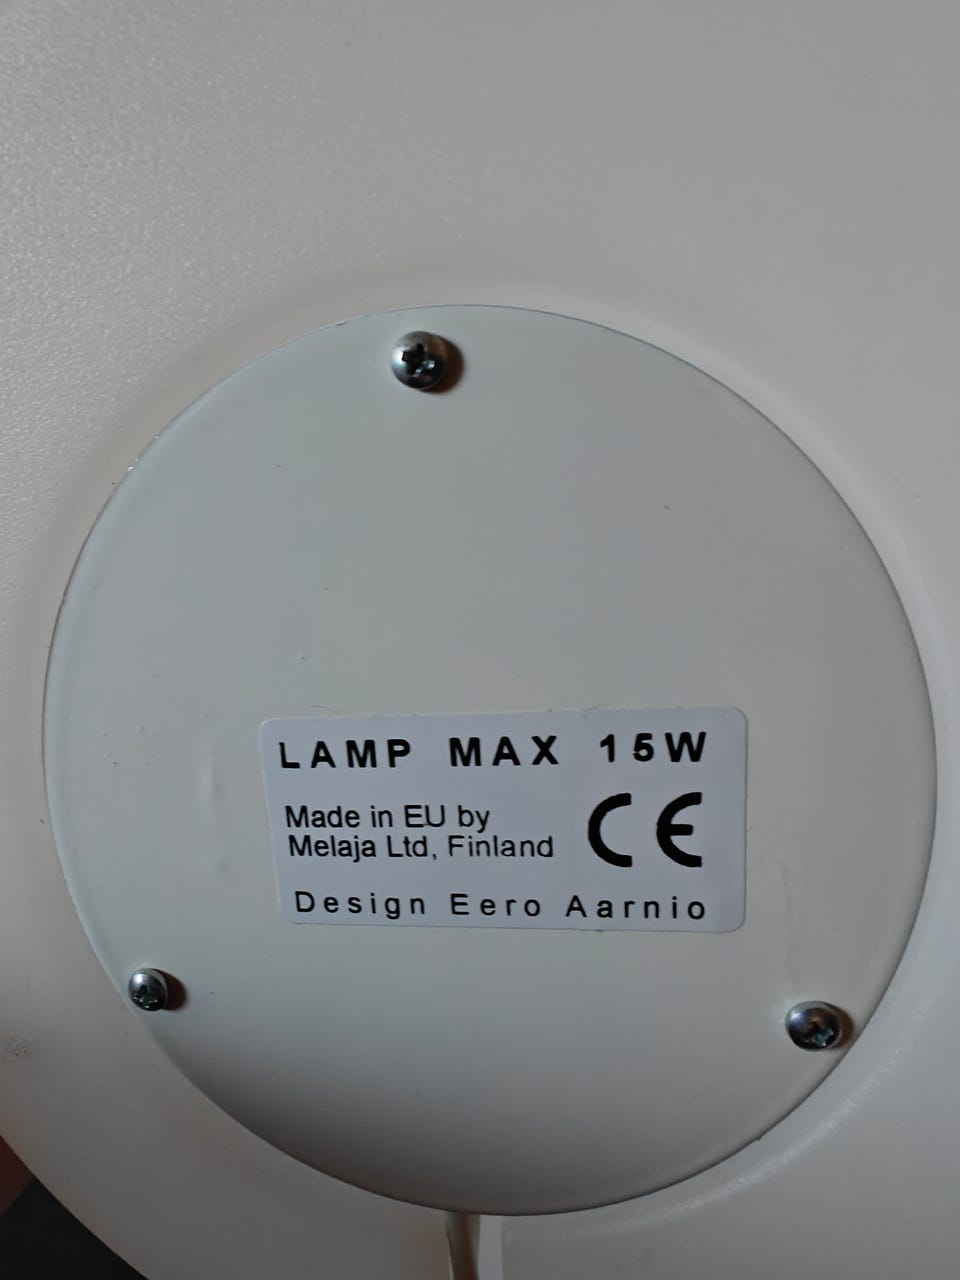 LAMP MAX 15W
Made in EU by
Melaja Ltd, Finland
CE
Design Eero Aarnio